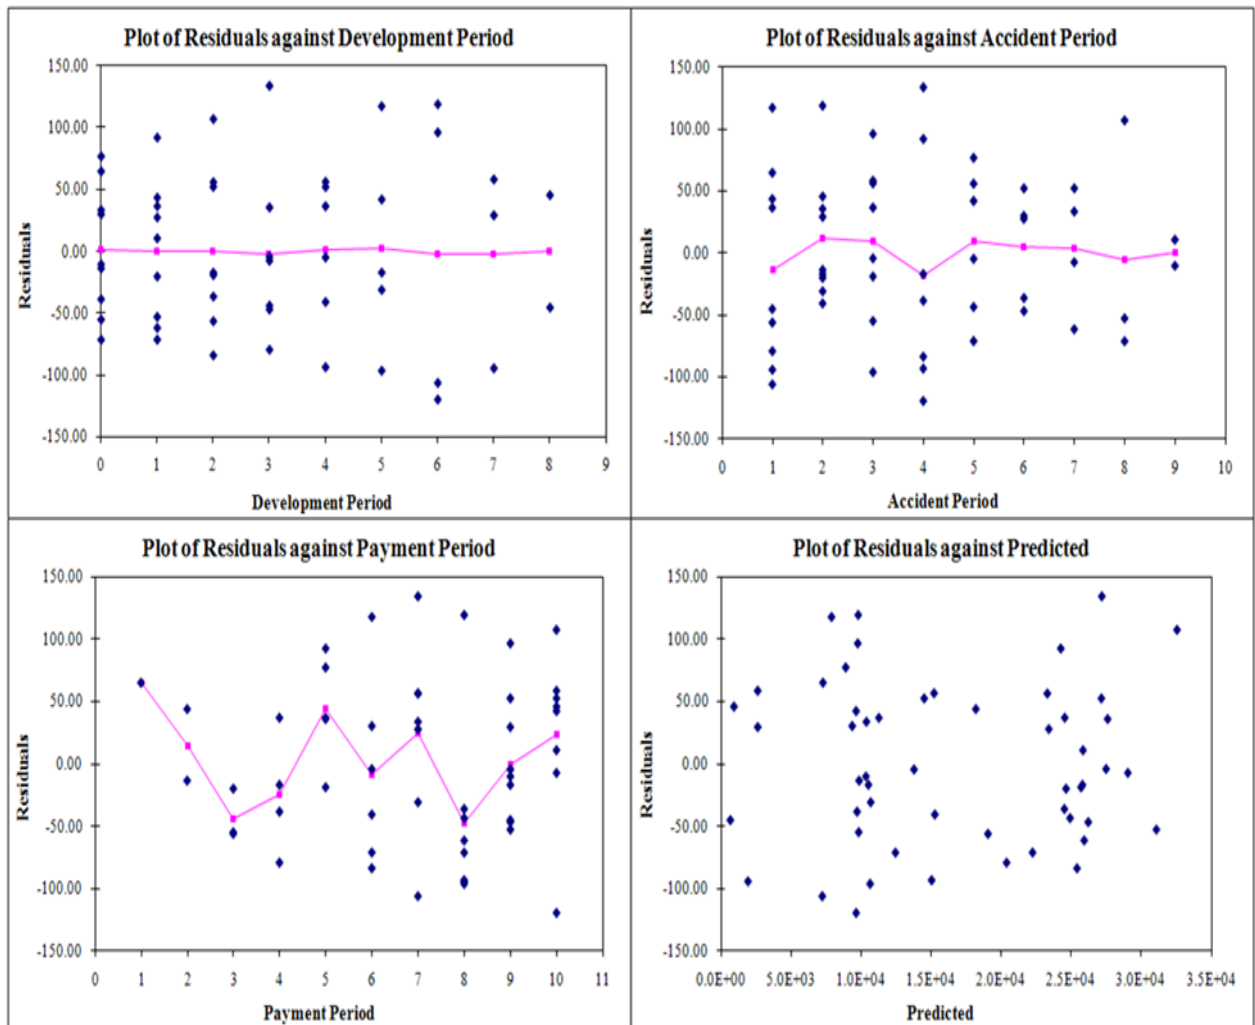 Plot of Residuals against Development Period
150.00
100.00
50.00
0.00
-50.00
-100.00
-150.00
Residuals
0 1 2 3 4 5 6 7 8 9
Development Period
Plot of Residuals against Accident Period
150.00
100.00
50.00
0.00
-50.00
-100.00
-150.00
Residuals
0 1 2 3 4 5 6 7 8 9 10
Accident Period
Plot of Residuals against Payment Period
150.00
100.00
50.00
0.00
-50.00
-100.00
-150.00
Residuals
0 1 2 3 4 5 6 7 8 9 10 11
Payment Period
Plot of Residuals against Predicted
150.00
100.00
50.00
0.00
-50.00
-100.00
-150.00
Residuals
0.0E+00 5.0E+03 1.0E+04 1.5E+04 2.0E+04 2.5E+04 3.0E+04 3.5E+04
Predicted